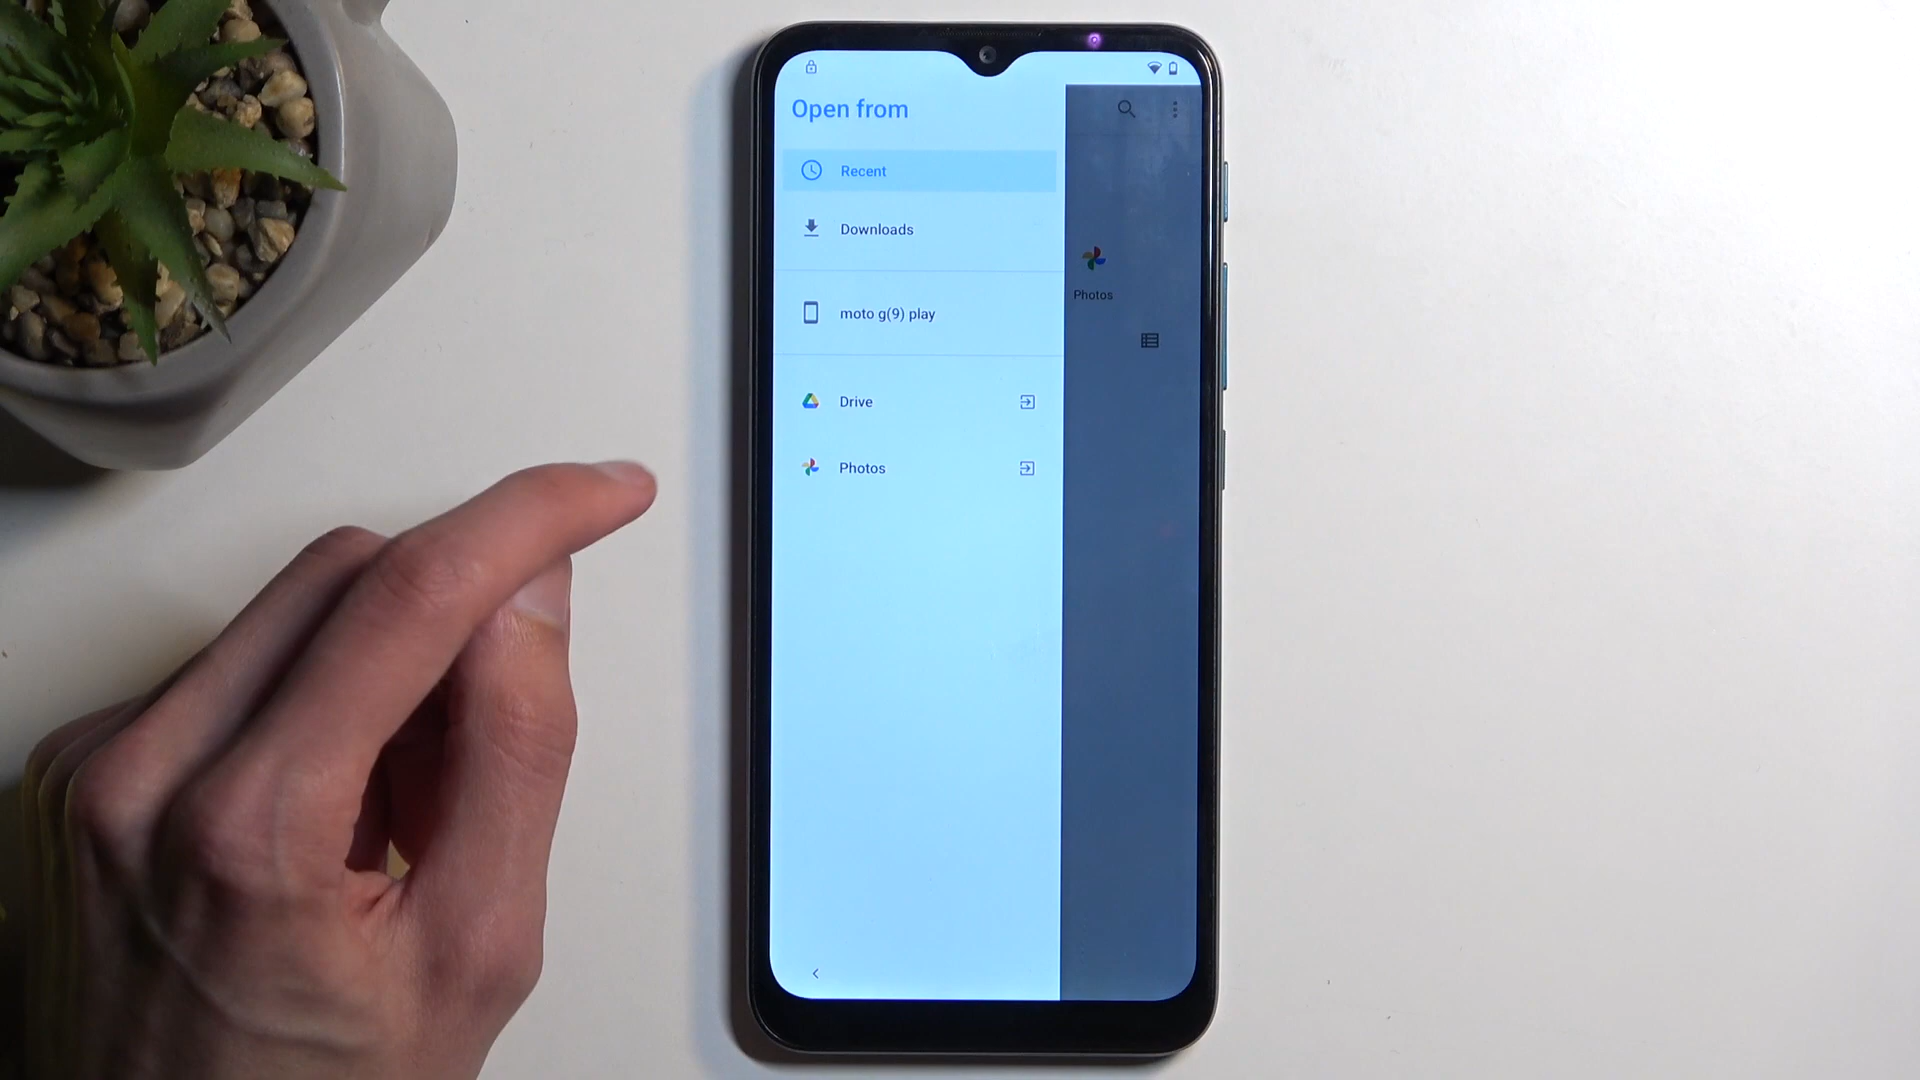 Open from
Recent
Downloads
moto g(9) play
Drive
Photos
Photos